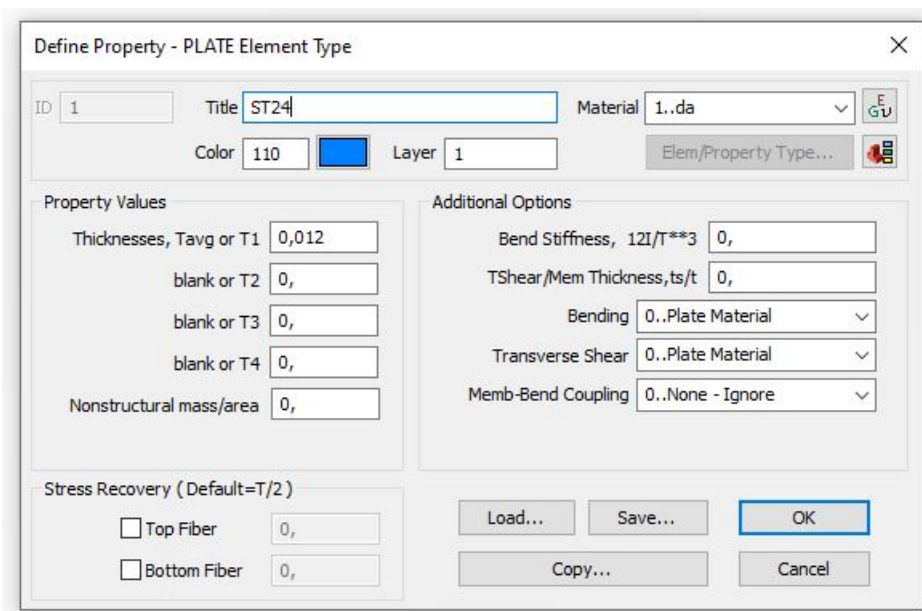 Define Property - PLATE Element Type
ID 1 Title ST24 Material 1..da
Color 110 Layer 1 Elem/Property Type...
Property Values
Thicknesses, Tavg or T1 0,012
blank or T2 0,
blank or T3 0,
blank or T4 0,
Nonstructural mass/area 0,
Additional Options
Bend Stiffness, 12I/T**3 0,
TShear/Mem Thickness,ts/t 0,
Bending 0..Plate Material
Transverse Shear 0..Plate Material
Memb-Bend Coupling 0..None - Ignore
Stress Recovery ( Default=T/2 )
Top Fiber 0,
Bottom Fiber 0,
Load... Save... OK
Copy... Cancel